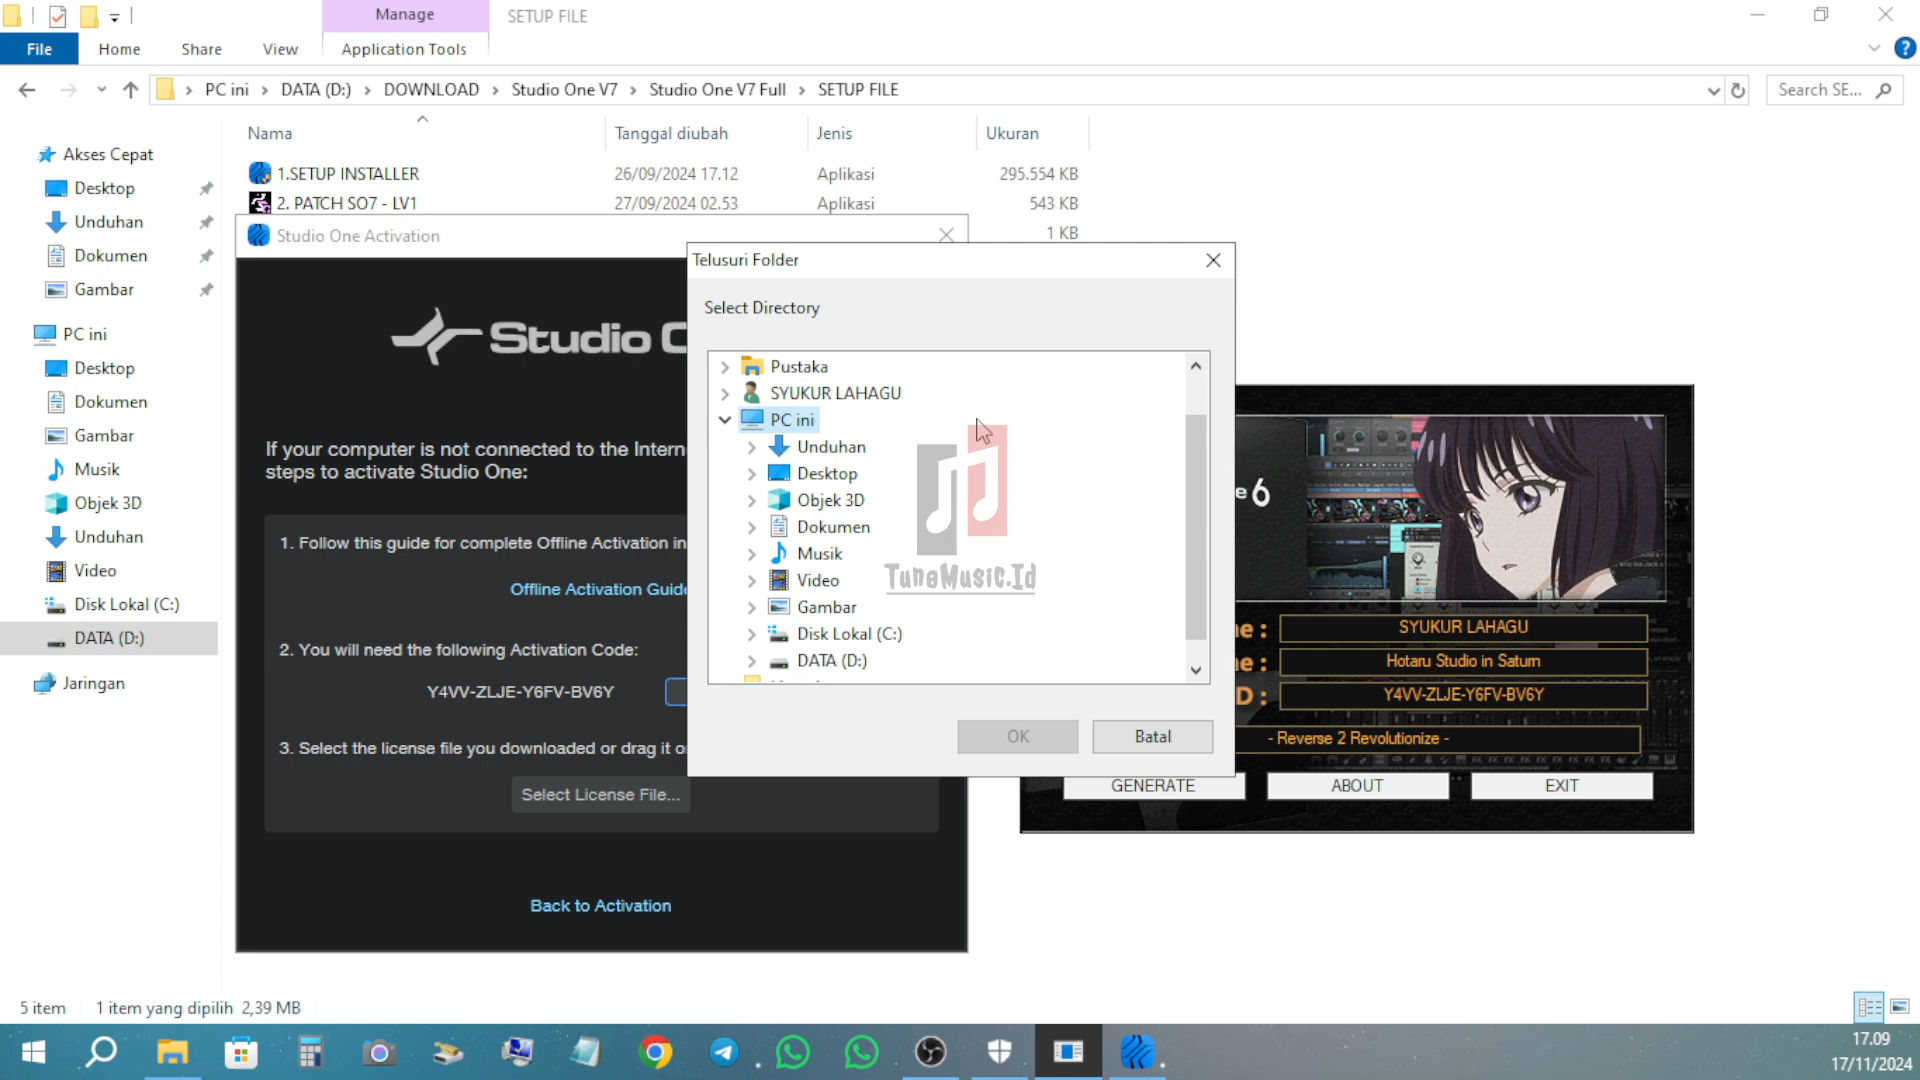 Manage
SETUP FILE
File
Home
Share
View
Application Tools
PC ini
DATA (D:)
DOWNLOAD
Studio One V7
Studio One V7 Full
SETUP FILE
Search SE...
Nama
Tanggal diubah
Jenis
Ukuran
1.SETUP INSTALLER
26/09/2024 17.12
Aplikasi
295.554 KB
2. PATCH SO7 - LV1
27/09/2024 02.53
Aplikasi
543 KB
1 KB
Akses Cepat
Desktop
Unduhan
Dokumen
Gambar
PC ini
Desktop
Dokumen
Gambar
Musik
Objek 3D
Unduhan
Video
Disk Lokal (C:)
DATA (D:)
Jaringan
Studio One Activation
Studio
If your computer is not connected to the Intern
steps to activate Studio One:
1. Follow this guide for complete Offline Activation in
Offline Activation Guide
2. You will need the following Activation Code:
Y4VV-ZLJE-Y6FV-BV6Y
3. Select the license file you downloaded or drag it o
Select License File...
Back to Activation
Telusuri Folder
Select Directory
Pustaka
SYUKUR LAHAGU
PC ini
Unduhan
Desktop
Objek 3D
Dokumen
Musik
Video
Gambar
Disk Lokal (C:)
DATA (D:)
OK
Batal
TuneMusic.Id
e 6
e :
SYUKUR LAHAGU
e :
Hotaru Studio in Saturn
D :
Y4VV-ZLJE-Y6FV-BV6Y
- Reverse 2 Revolutionize -
GENERATE
ABOUT
EXIT
5 item
1 item yang dipilih 2,39 MB
17.09
17/11/2024